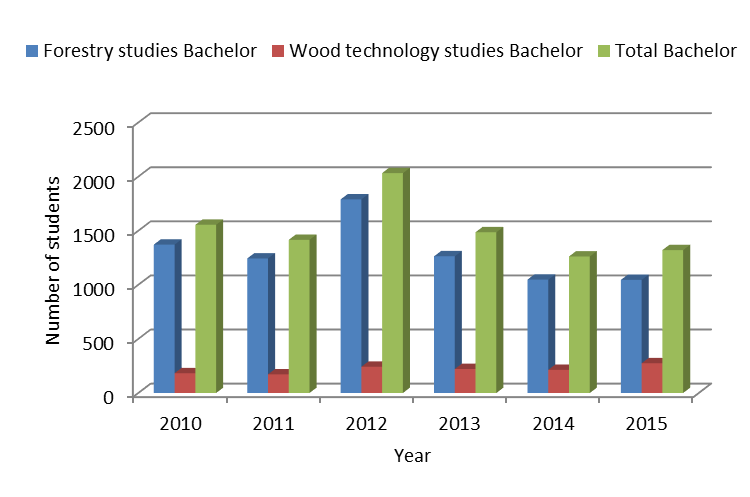 Forestry studies Bachelor Wood technology studies Bachelor Total Bachelor
2500
2000
1500
1000
500
0
Number of students
2010 2011 2012 2013 2014 2015
Year